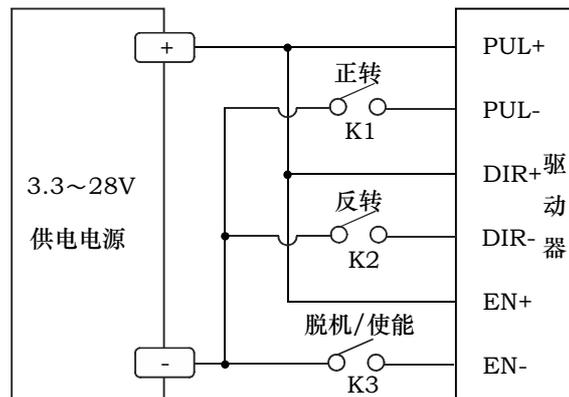 +
PUL+
正转
PUL-
K1
3.3～28V
供电电源
DIR+
驱动器
反转
DIR-
K2
EN+
脱机/使能
-
EN-
K3